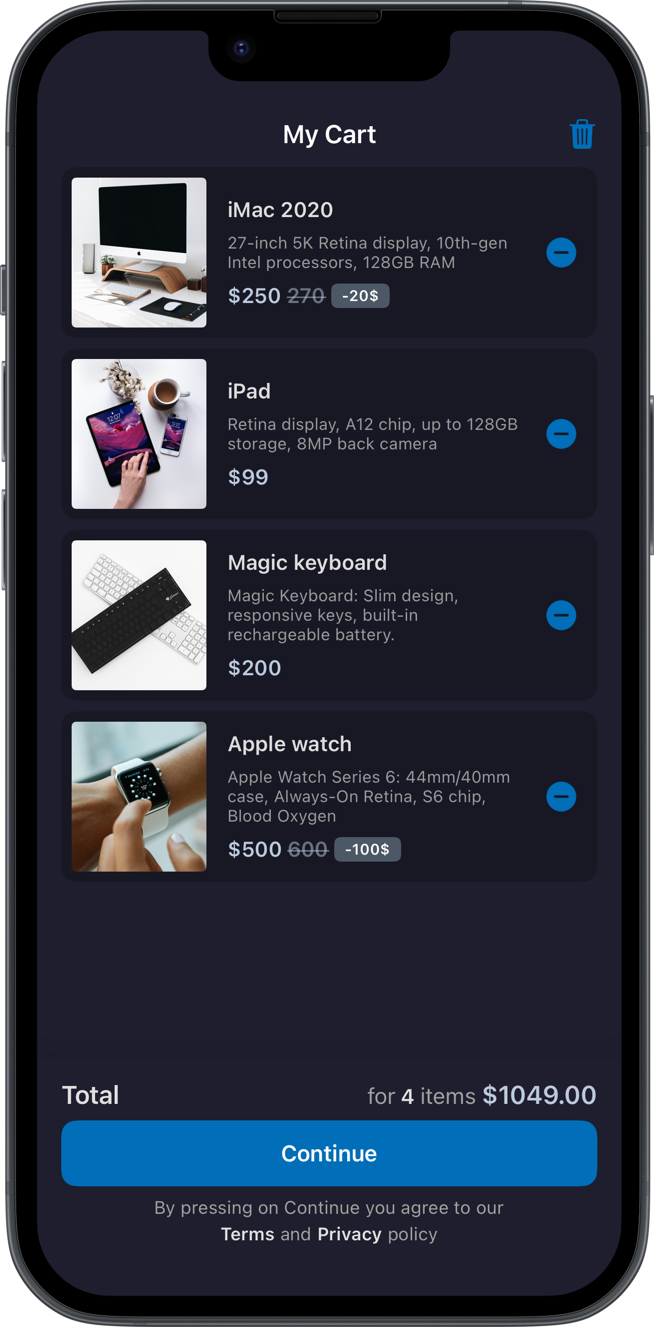 My Cart
iMac 2020
27-inch 5K Retina display, 10th-gen
Intel processors, 128GB RAM
$250 270 -20$
iPad
Retina display, A12 chip, up to 128GB
storage, 8MP back camera
$99
Magic keyboard
Magic Keyboard: Slim design,
responsive keys, built-in
rechargeable battery.
$200
Apple watch
Apple Watch Series 6: 44mm/40mm
case, Always-On Retina, S6 chip,
Blood Oxygen
$500 600 -100$
Total for 4 items $1049.00
Continue
By pressing on Continue you agree to our
Terms and Privacy policy